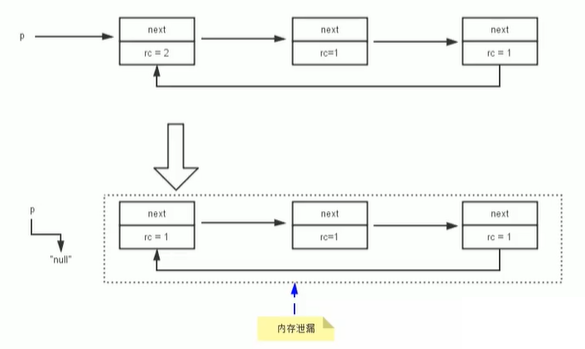 next
next
next
p
rc = 2
rc=1
rc = 1
p
next
next
next
rc = 1
rc=1
rc = 1
"null"
内存泄漏